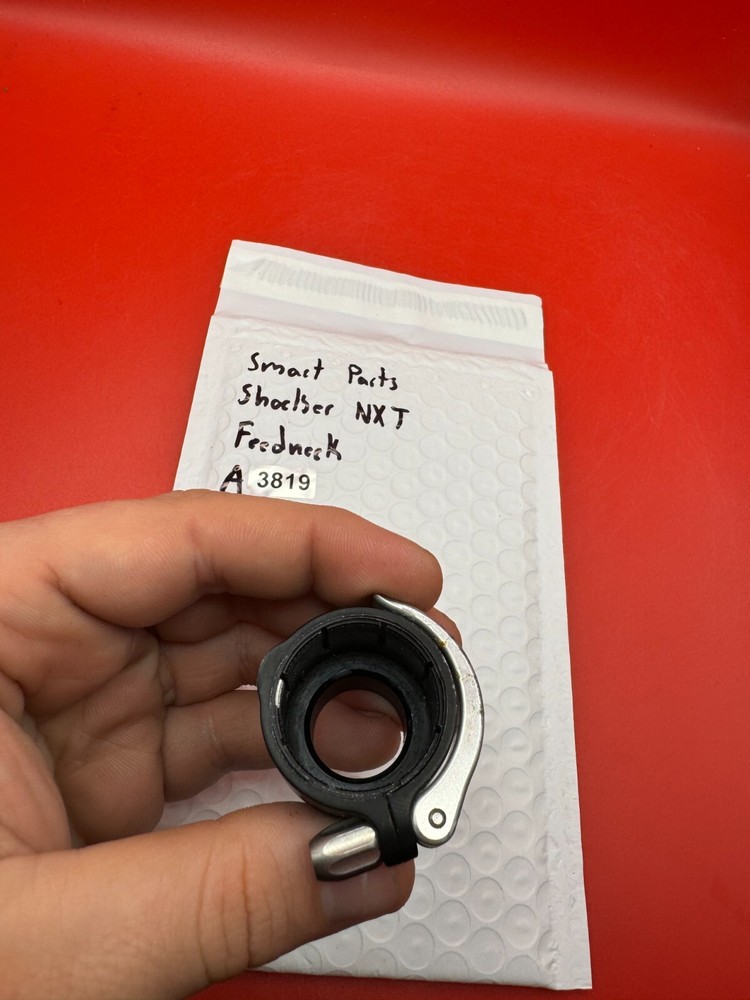 Smart Parts
Shocker NXT
Feedneck
A 3819